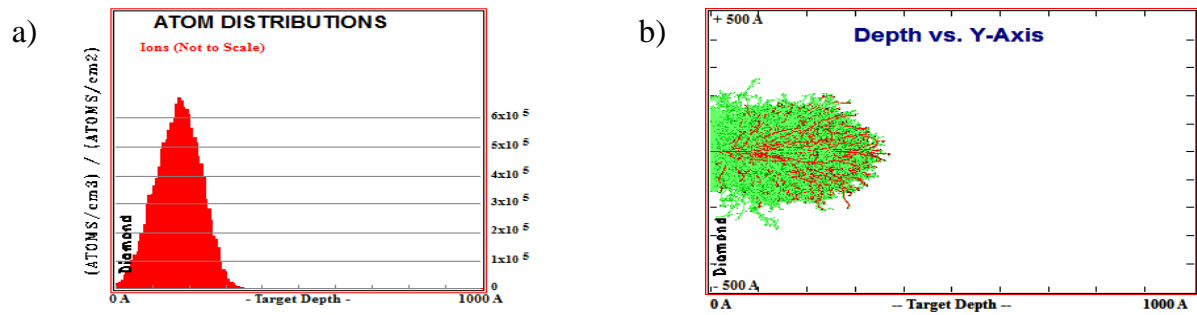 a)
ATOM DISTRIBUTIONS
Ions (Not to Scale)
(ATOMS/cm3) / (ATOMS/cm2)
Diamond
6x10 5
5x10 5
4x10 5
3x10 5
2x10 5
1x10 5
0
0 A
- Target Depth -
1000 A
b)
+ 500 A
Depth vs. Y-Axis
Diamond
- 500 A
0 A
-- Target Depth --
1000 A